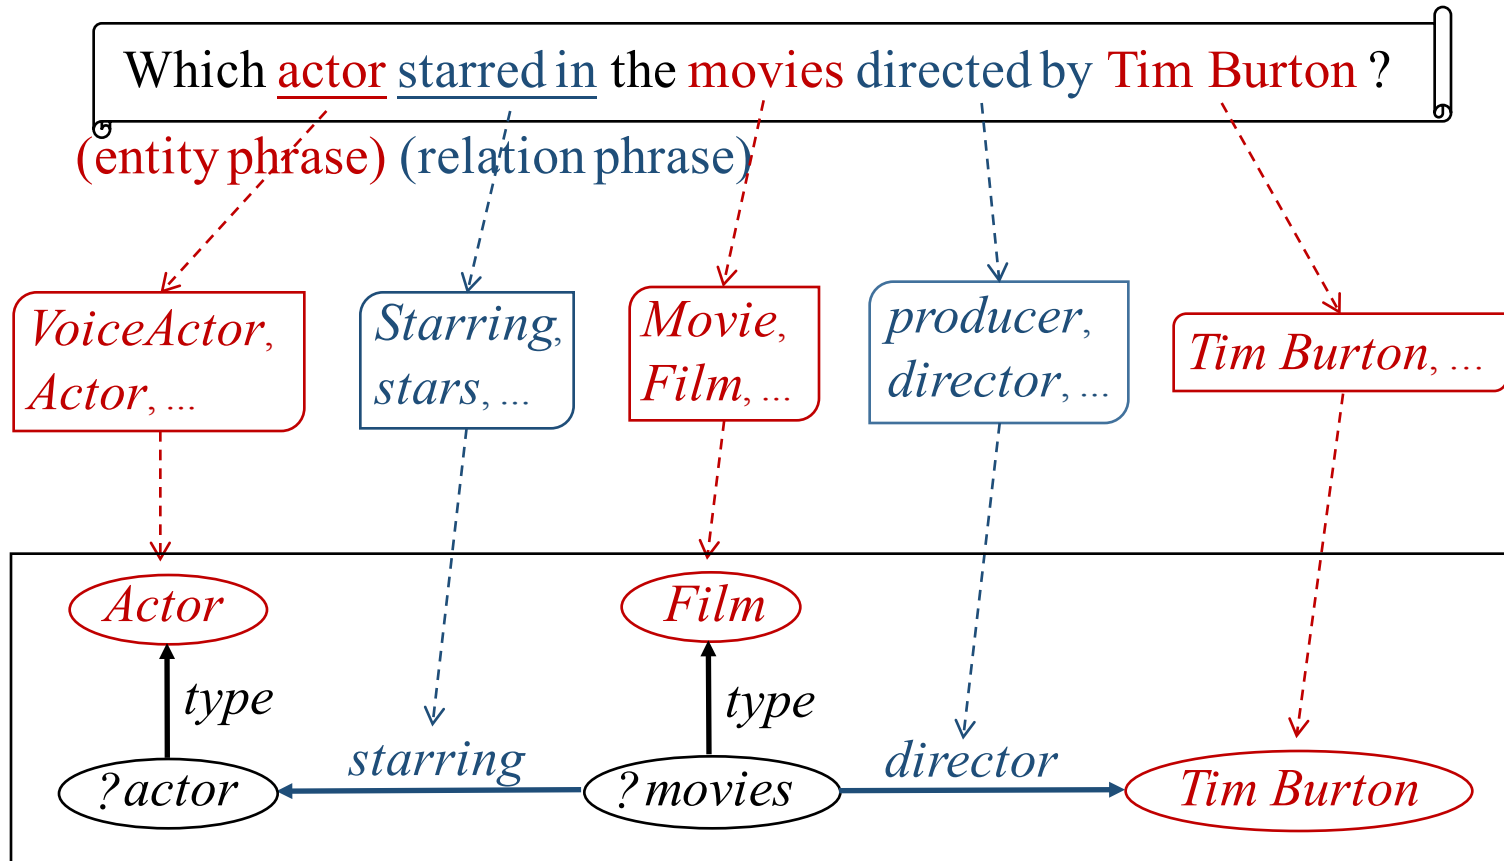 Which actor starred in the movies directed by Tim Burton ?
(entity phrase) (relation phrase)
VoiceActor,
Actor, ...
Starring,
stars, ...
Movie,
Film, ...
producer,
director, ...
Tim Burton, ...
Actor
Film
type
type
starring
director
?actor
?movies
Tim Burton